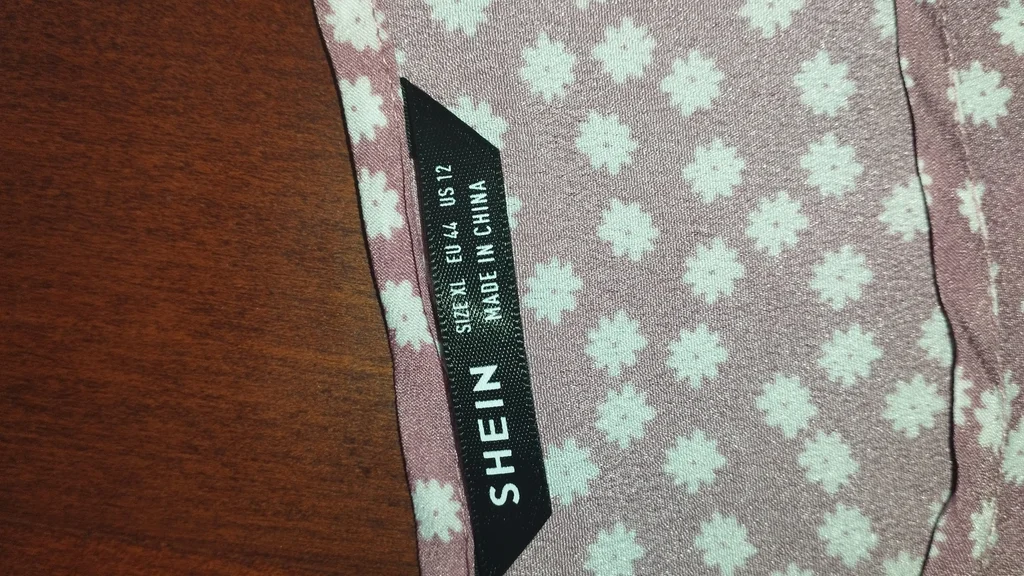 SHEIN
SIZE XL EU 44 US 12
MADE IN CHINA